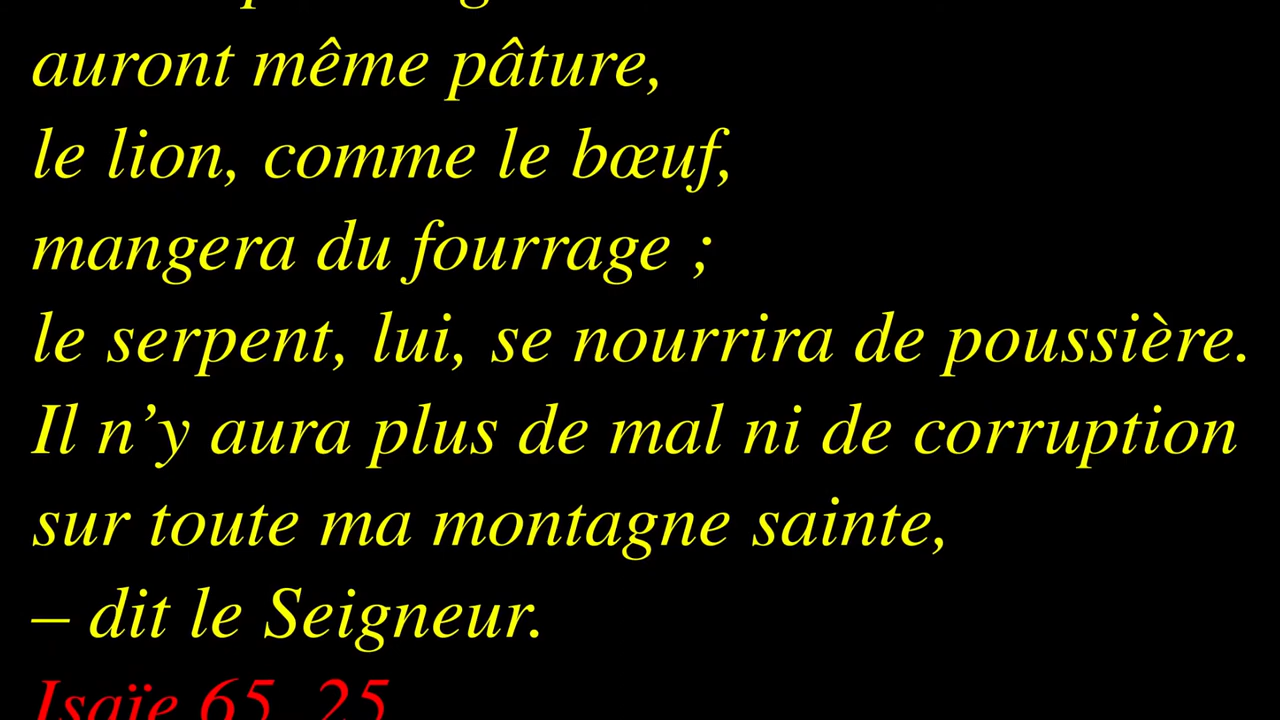 auront même pâture,
le lion, comme le bœuf,
mangera du fourrage ;
le serpent, lui, se nourrira de poussière.
Il n’y aura plus de mal ni de corruption
sur toute ma montagne sainte,
– dit le Seigneur.
Isaïe 65, 25